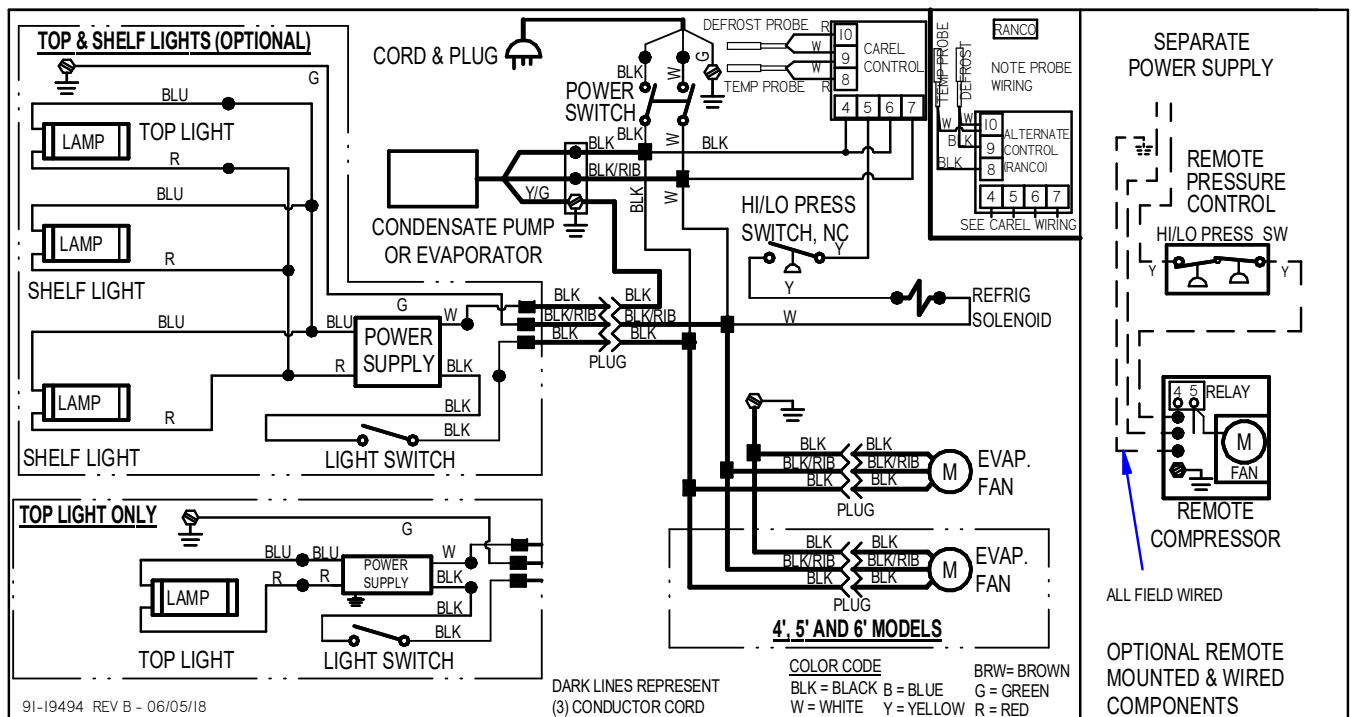 TOP & SHELF LIGHTS (OPTIONAL)
G
BLU
LAMP
TOP LIGHT
R
BLU
LAMP
R
SHELF LIGHT
G
BLU
BLU
W
POWER
SUPPLY
R
BLK
LAMP
R
BLK
BLK
SHELF LIGHT
LIGHT SWITCH
TOP LIGHT ONLY
G
BLU
BLU
W
POWER
SUPPLY
R
R
BLK
LAMP
BLK
BLK
TOP LIGHT
LIGHT SWITCH
91-19494 REV B - 06/05/18
CORD & PLUG
BLK
W
G
POWER
SWITCH
BLK
W
BLK
BLK
BLK/RIB
Y/G
BLK
W
CONDENSATE PUMP
OR EVAPORATOR
BLK
BLK
BLK/RIB
BLK/RIB
BLK
BLK
PLUG
DEFROST PROBE
R
W
W
TEMP PROBE
R
10
9
8
CAREL
CONTROL
4 5 6 7
HI/LO PRESS
SWITCH, NC
Y
Y
W
REFRIG
SOLENOID
RANCO
NOTE PROBE
WIRING
TEMP PROBE
DEFROST
W
W
BLK
BLK
10
9
8
ALTERNATE
CONTROL
(RANCO)
4 5 6 7
SEE CAREL WIRING
BLK
BLK
BLK/RIB
BLK/RIB
BLK
BLK
PLUG
M
EVAP.
FAN
BLK
BLK
BLK/RIB
BLK/RIB
BLK
BLK
PLUG
M
EVAP.
FAN
4', 5' AND 6' MODELS
DARK LINES REPRESENT
(3) CONDUCTOR CORD
COLOR CODE
BLK = BLACK B = BLUE BRW= BROWN
W = WHITE Y = YELLOW G = GREEN
R = RED
SEPARATE
POWER SUPPLY
REMOTE
PRESSURE
CONTROL
HI/LO PRESS SW
Y
Y
4 5
RELAY
M
FAN
REMOTE
COMPRESSOR
ALL FIELD WIRED
OPTIONAL REMOTE
MOUNTED & WIRED
COMPONENTS